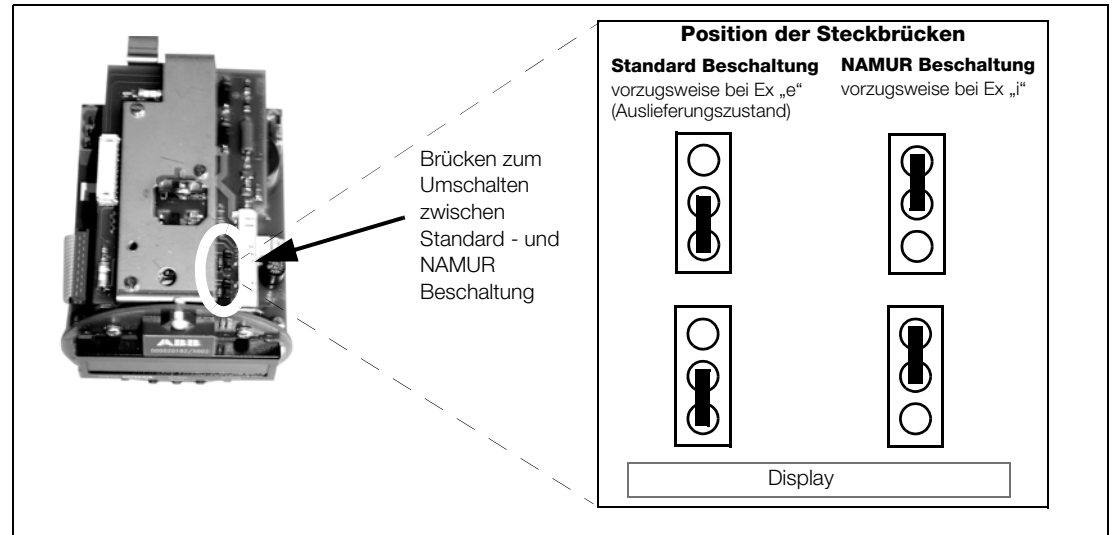 Position der Steckbrücken
Standard Beschaltung
vorzugsweise bei Ex „e“
(Auslieferungszustand)
NAMUR Beschaltung
vorzugsweise bei Ex „i“
Brücken zum
Umschalten
zwischen
Standard - und
NAMUR
Beschaltung
ABB
Display